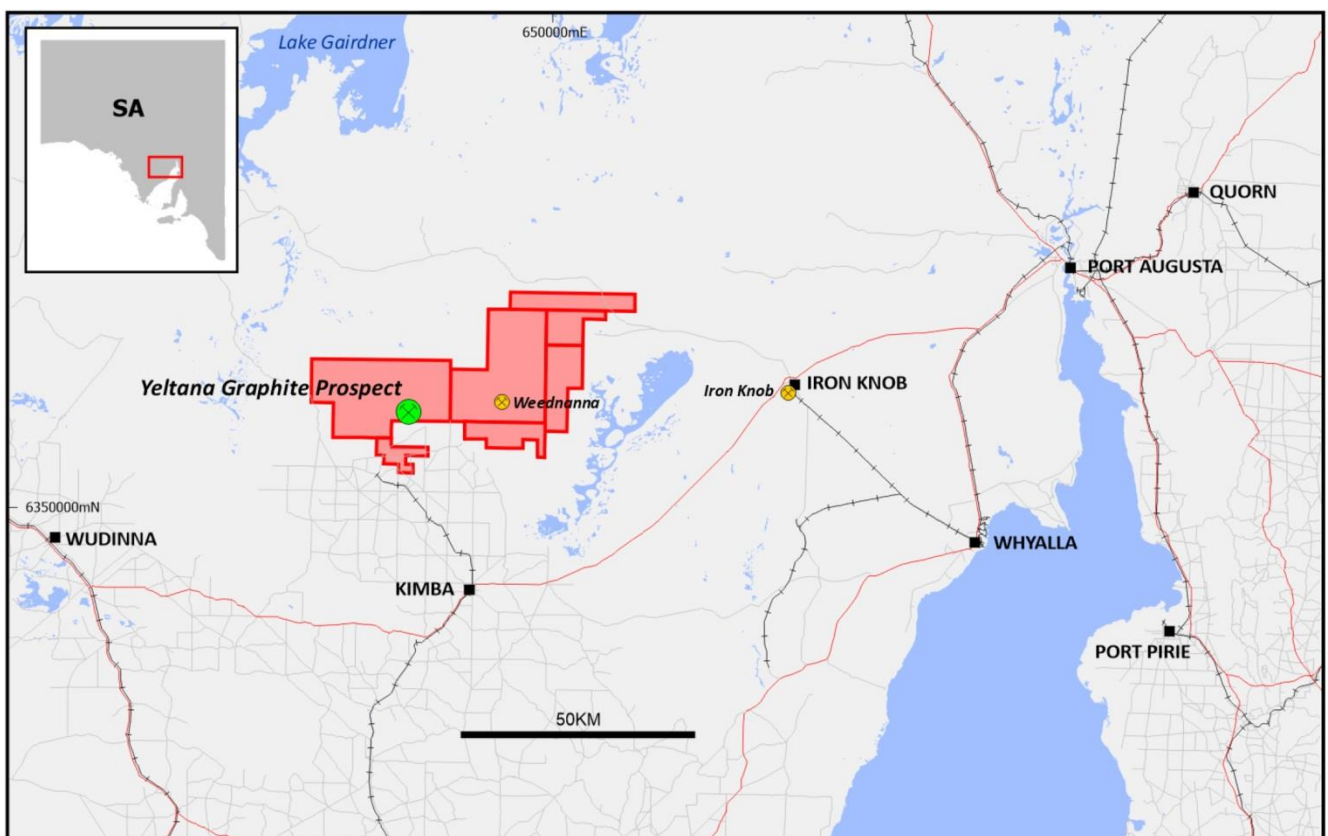 Lake Gairdner
650000mE
SA
QUORN
PORT AUGUSTA
Yeltana Graphite Prospect
Weednanna
Iron Knob
IRON KNOB
6350000mN
WUDINNA
WHYALLA
KIMBA
PORT PIRIE
50KM